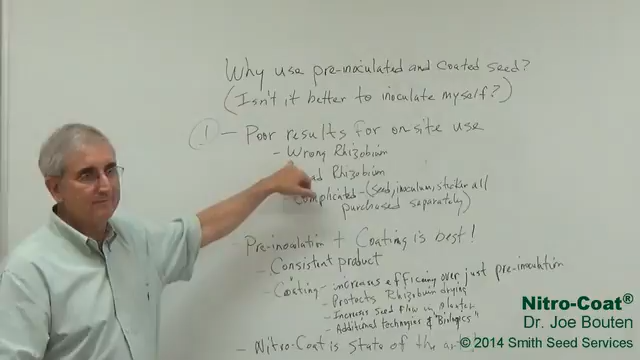 Why use pre-inoculated and coated seed?
(Isn't it better to inoculate myself?)
① - Poor results for on site use
- Wrong Rhizobium
Rhizobium
- Complicated - (Seed, inoculum, sticker all
purchased separately)
Pre-inoculation + Coating is best!
- Consistent product
- Coating - increases efficiency over just pre-inoculation
- Protects Rhizobium drying
- Increases seed flow in planter
- Additional technologies & "Biologics"
- Nitro-Coat is State of the art
Nitro-Coat®
Dr. Joe Bouten
© 2014 Smith Seed Services